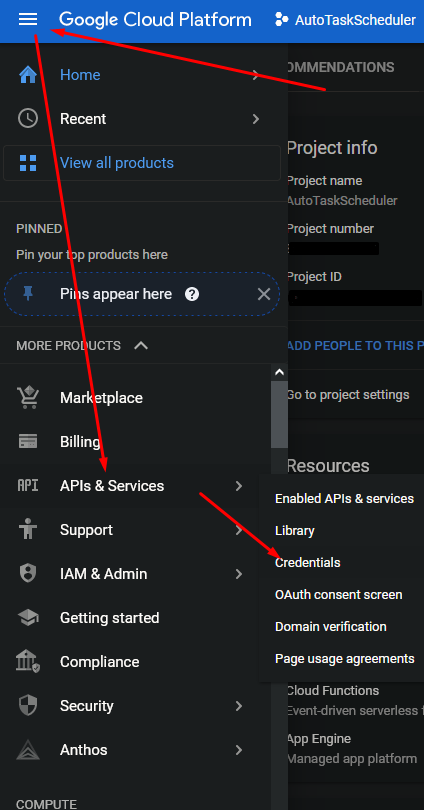 Google Cloud Platform AutoTaskScheduler
Home
Recent
View all products
PINNED
Pin your top products here
Pins appear here
MORE PRODUCTS
Marketplace
Billing
API APIs & Services
Support
IAM & Admin
Getting started
Compliance
Security
Anthos
COMPUTE
OMMENDATIONS
Project info
Project name
AutoTaskScheduler
Project number
Project ID
ADD PEOPLE TO THIS P
Go to project settings
Resources
Enabled APIs & services
Library
Credentials
OAuth consent screen
Domain verification
Page usage agreements
Cloud Functions
Event-driven serverless f
App Engine
Managed app platform